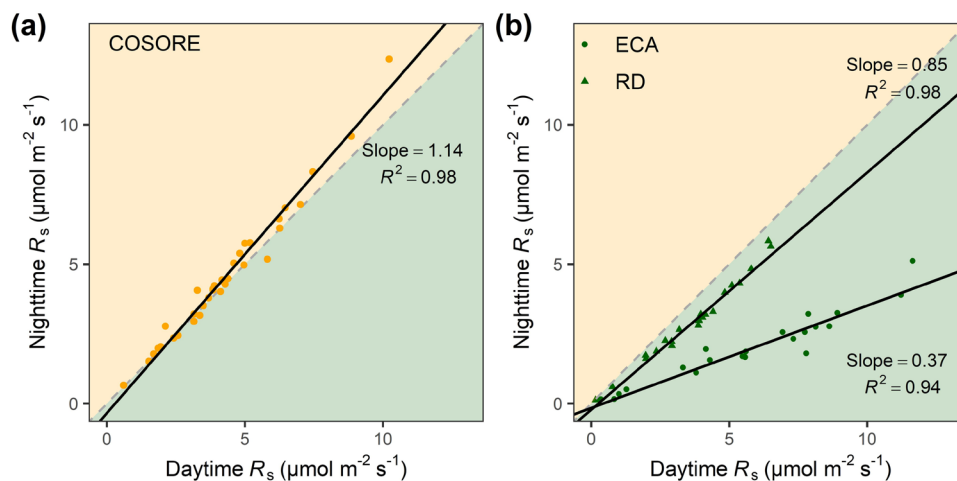 (a)
COSORE
Slope = 1.14
R² = 0.98
10
5
0
0 5 10
Nighttime Rs (μmol m⁻² s⁻¹)
Daytime Rs (μmol m⁻² s⁻¹)
(b)
ECA
RD
Slope = 0.85
R² = 0.98
Slope = 0.37
R² = 0.94
10
5
0
0 5 10
Nighttime Rs (μmol m⁻² s⁻¹)
Daytime Rs (μmol m⁻² s⁻¹)